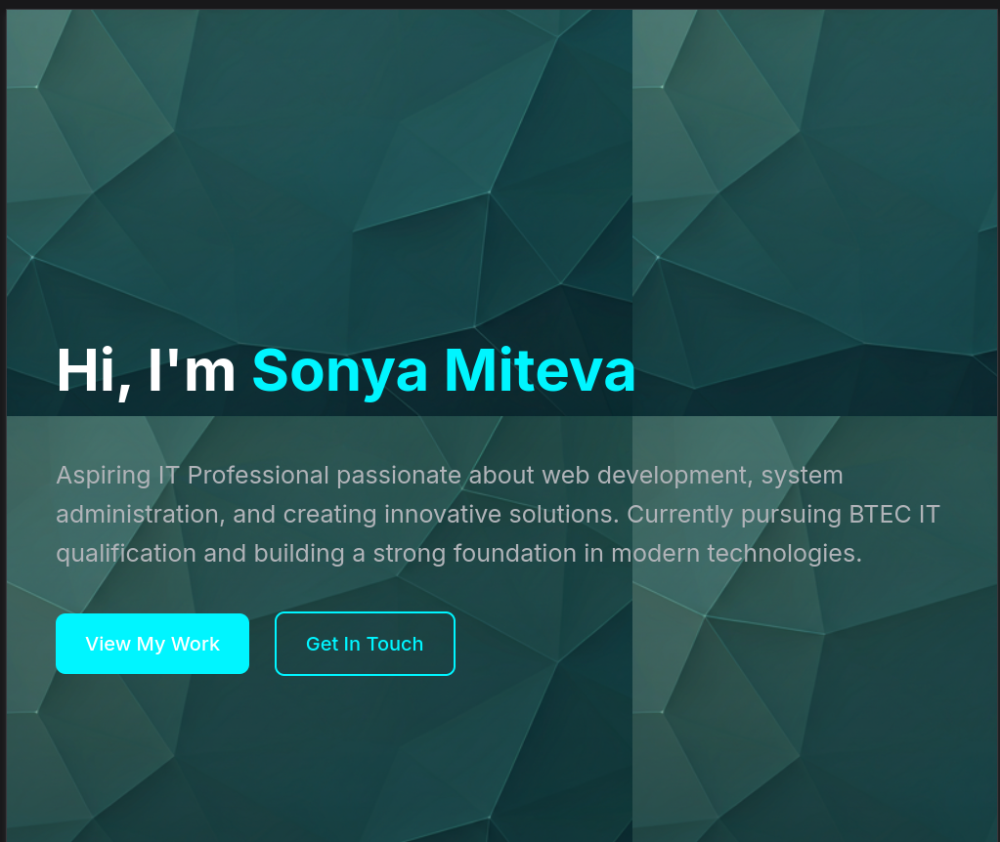 Hi, I'm Sonya Miteva
Aspiring IT Professional passionate about web development, system
administration, and creating innovative solutions. Currently pursuing BTEC IT
qualification and building a strong foundation in modern technologies.
View My Work
Get In Touch